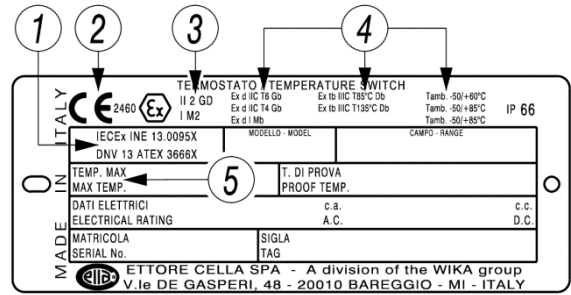 1 2 3 4
TERMOSTATO / TEMPERATURE SWITCH
MADE IN ITALY
CE 2460 Ex II 2 GD Ex d IIC T6 Gb Ex tb IIIC T85°C Db Tamb. -50/+60°C
I M2 Ex d IIC T4 Gb Ex tb IIIC T135°C Db Tamb. -50/+85°C IP 66
Ex d I Mb Tamb. -50/+85°C
IECEx INE 13.0095X MODELLO - MODEL CAMPO - RANGE
DNV 13 ATEX 3666X
TEMP. MAX 5 T. DI PROVA
MAX TEMP. PROOF TEMP.
DATI ELETTRICI c.a. c.c.
ELECTRICAL RATING A.C. D.C.
MATRICOLA SIGLA
SERIAL No. TAG
ella ETTORE CELLA SPA - A division of the WIKA group
V.le DE GASPERI, 48 - 20010 BAREGGIO - MI - ITALY